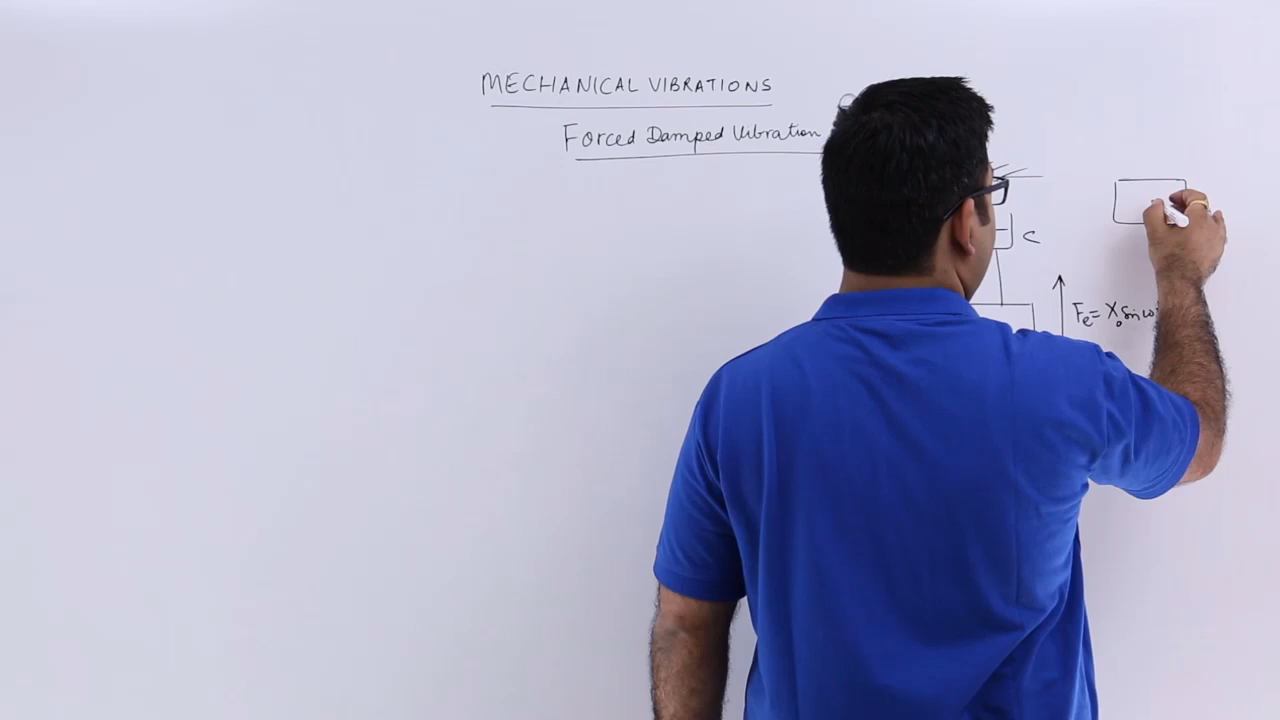 MECHANICAL VIBRATIONS
Forced Damped Vibration
C
Fe = X₀ Sin ω